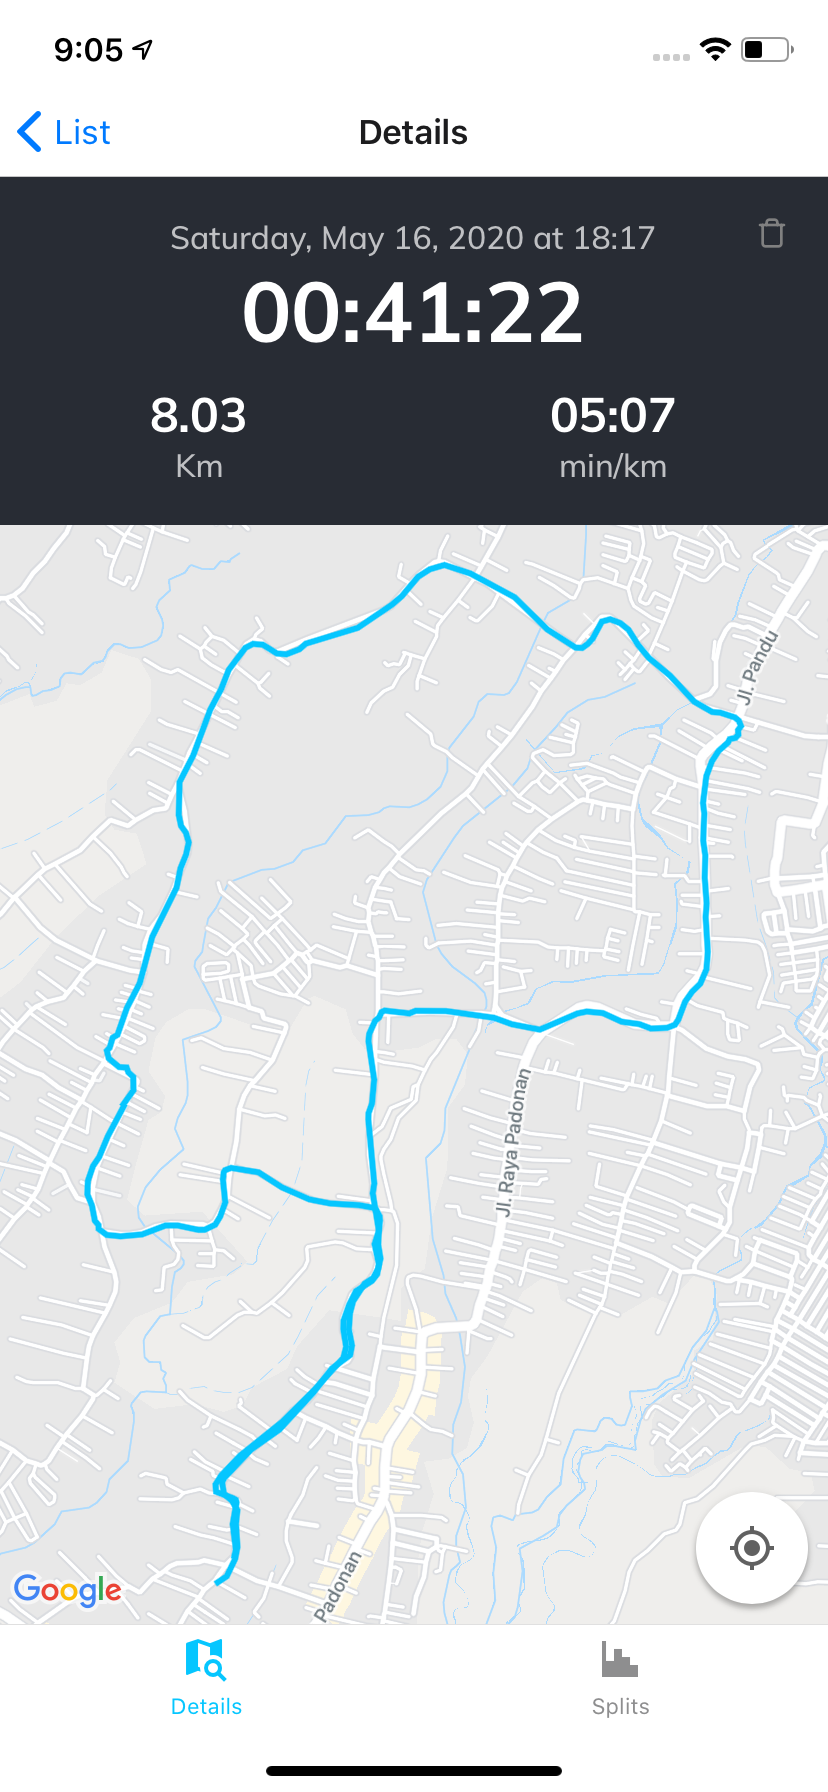 9:05
List
Details
Saturday, May 16, 2020 at 18:17
00:41:22
8.03
05:07
Km
min/km
Jl. Pandu
Jl. Raya Padonan
Padonan
Google
Details
Splits